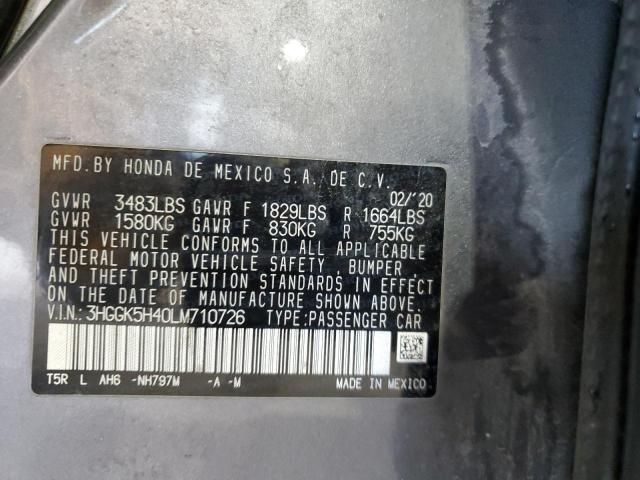 MFD. BY HONDA DE MEXICO S.A. DE C.V.
02/'20
GVWR 3483LBS GAWR F 1829LBS R 1664LBS
GVWR 1580KG GAWR F 830KG R 755KG
THIS VEHICLE CONFORMS TO ALL APPLICABLE
FEDERAL MOTOR VEHICLE SAFETY, BUMPER,
AND THEFT PREVENTION STANDARDS IN EFFECT
ON THE DATE OF MANUFACTURE SHOWN ABOVE.
V.I.N.: 3HGGK5H40LM710726 TYPE:PASSENGER CAR
T5R L AH6 -NH797M -A -M MADE IN MEXICO